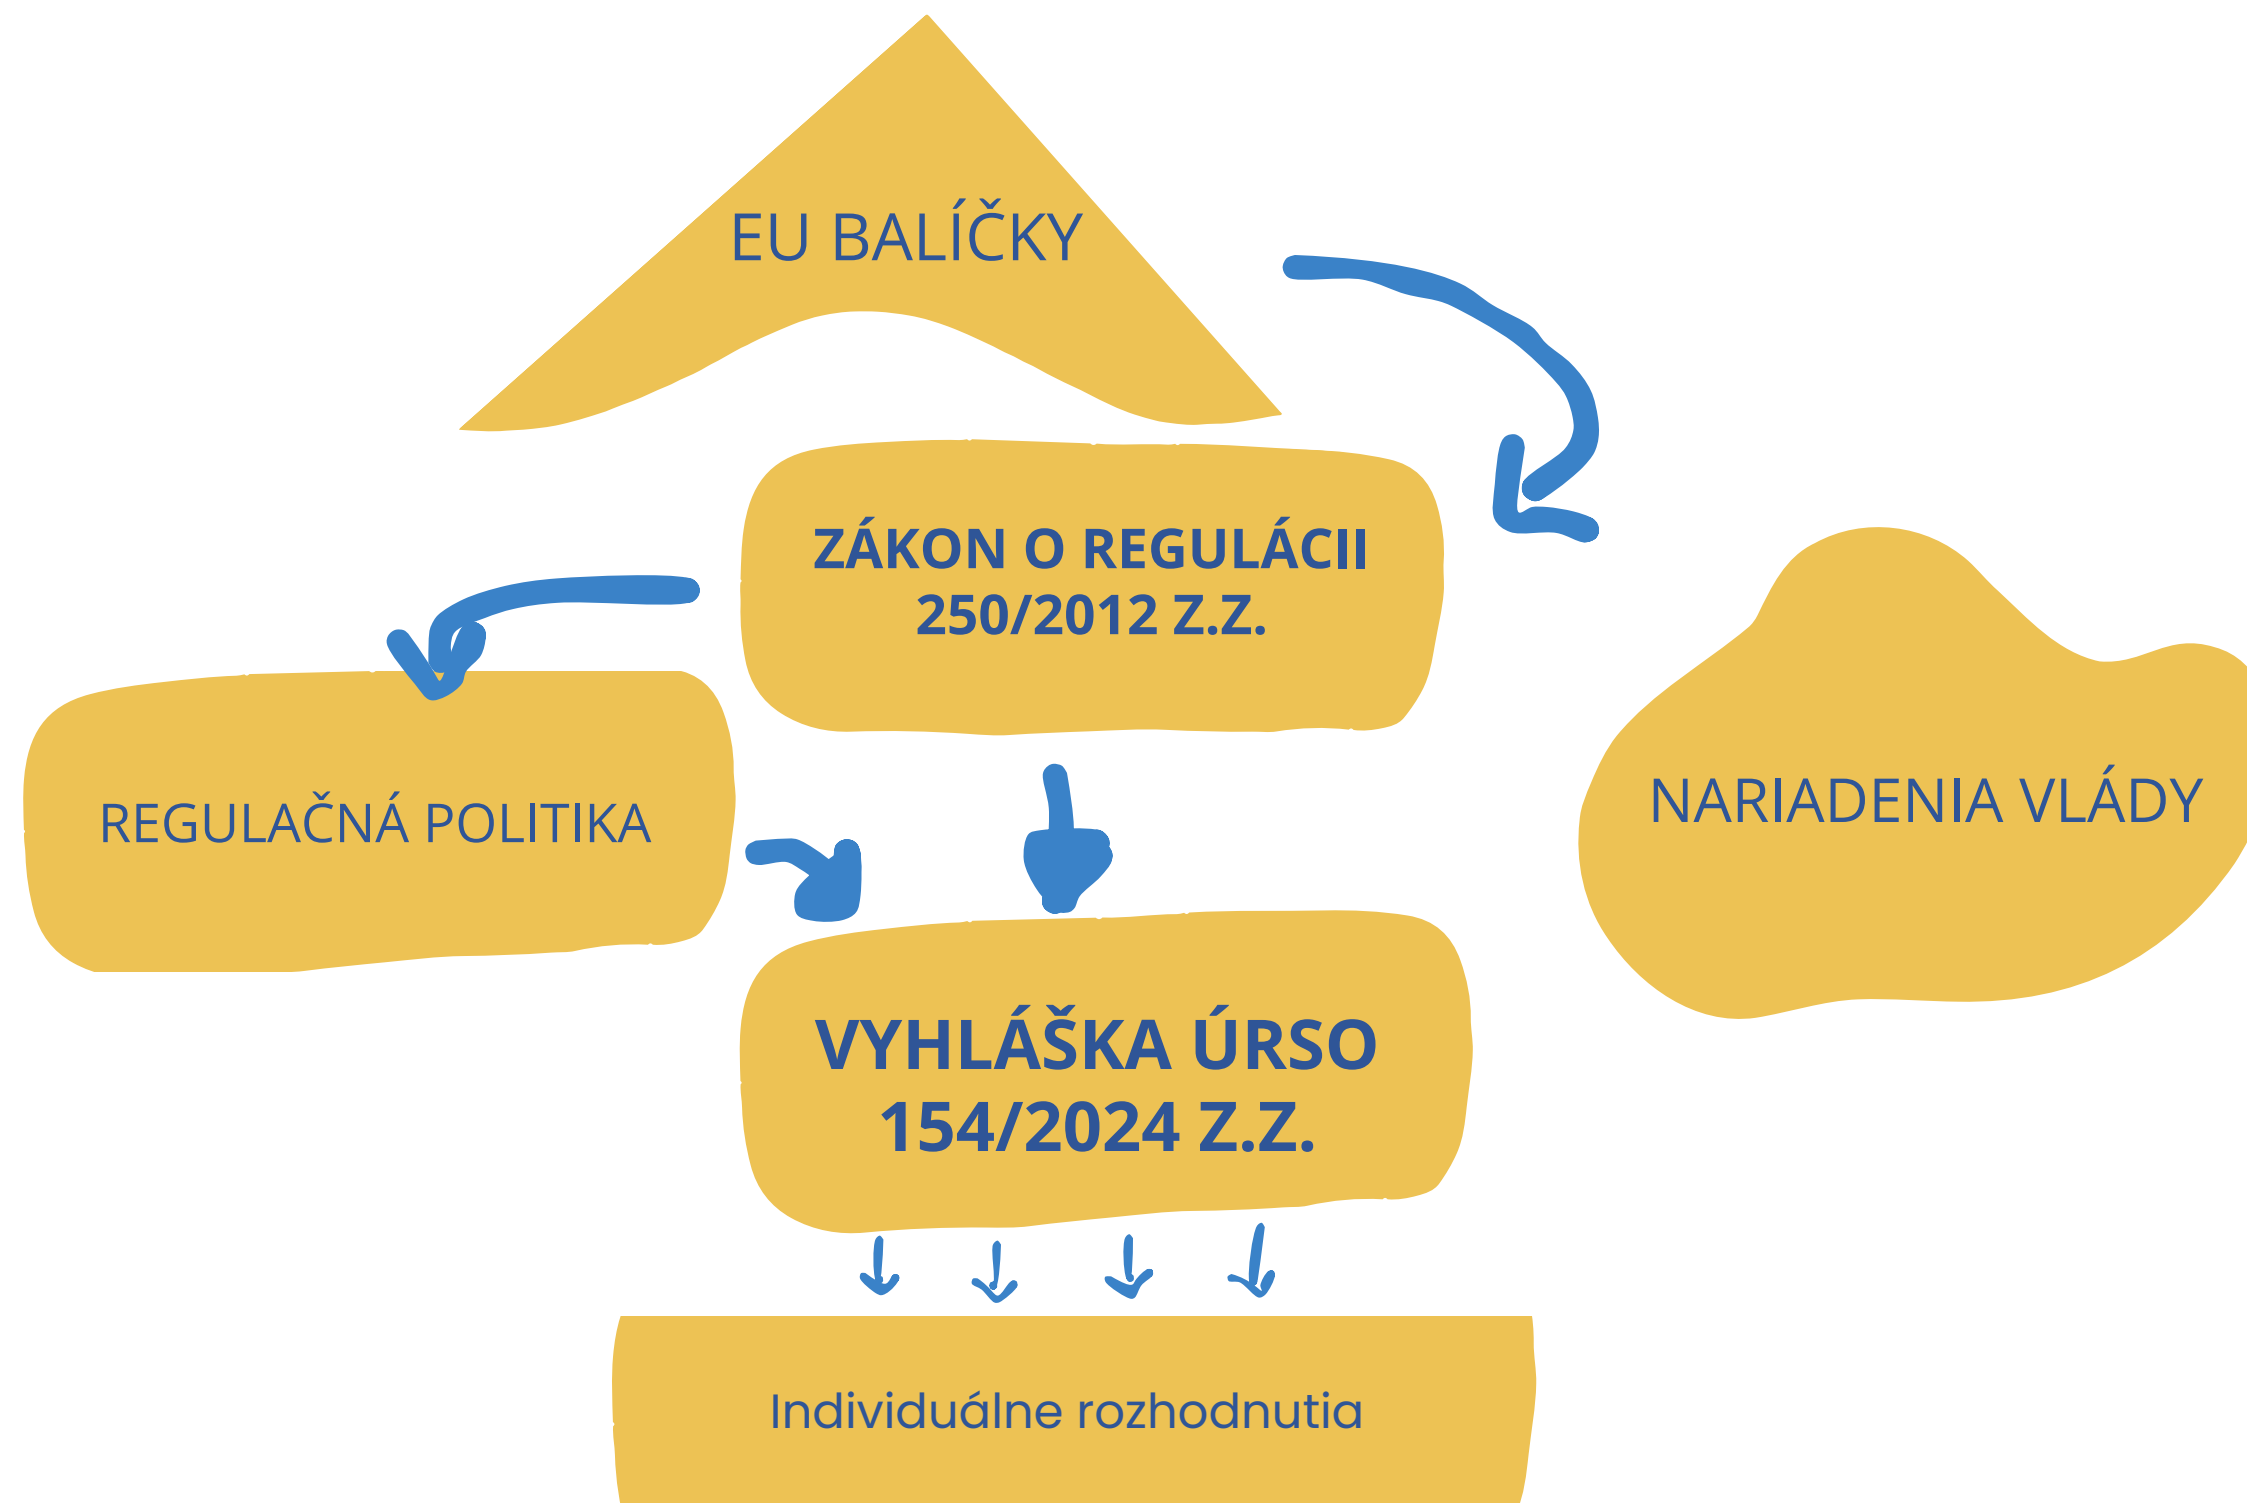 EU BALÍČKY
ZÁKON O REGULÁCII
250/2012 Z.Z.
REGULAČNÁ POLITIKA
NARIADENIA VLÁDY
VYHLÁŠKA ÚRSO
154/2024 Z.Z.
Individuálne rozhodnutia